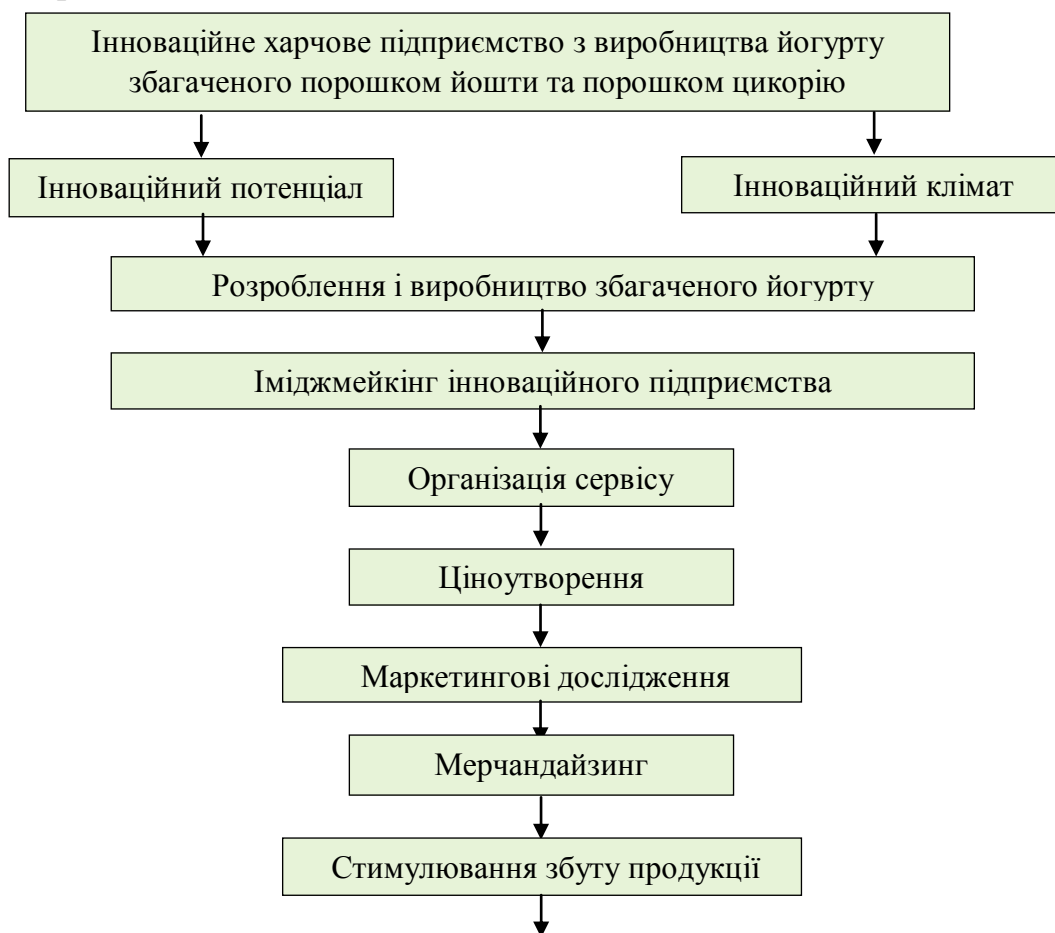 Інноваційне харчове підприємство з виробництва йогурту
збагаченого порошком йошти та порошком цикорію
Інноваційний потенціал
Інноваційний клімат
Розроблення і виробництво збагаченого йогурту
Іміджмейкінг інноваційного підприємства
Організація сервісу
Ціноутворення
Маркетингові дослідження
Мерчандайзинг
Стимулювання збуту продукції